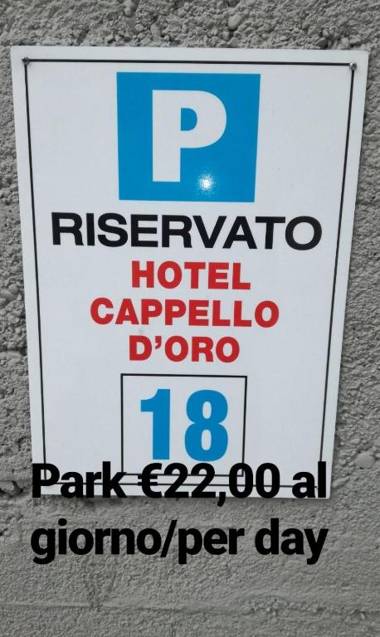 P
RISERVATO
HOTEL
CAPPELLO
D'ORO
18
Park €22,00 al
giorno/per day